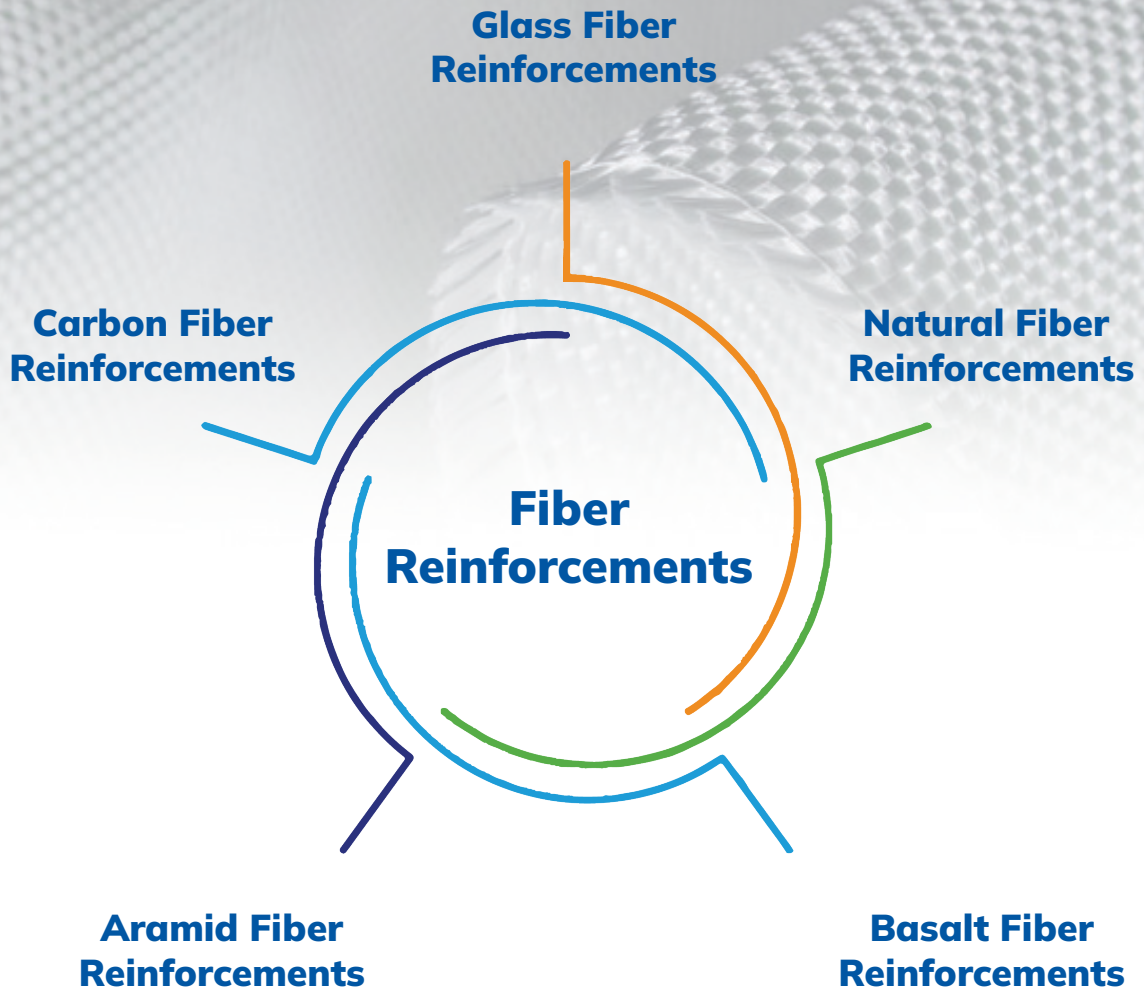 Glass Fiber
Reinforcements
Carbon Fiber
Reinforcements
Natural Fiber
Reinforcements
Fiber
Reinforcements
Aramid Fiber
Reinforcements
Basalt Fiber
Reinforcements